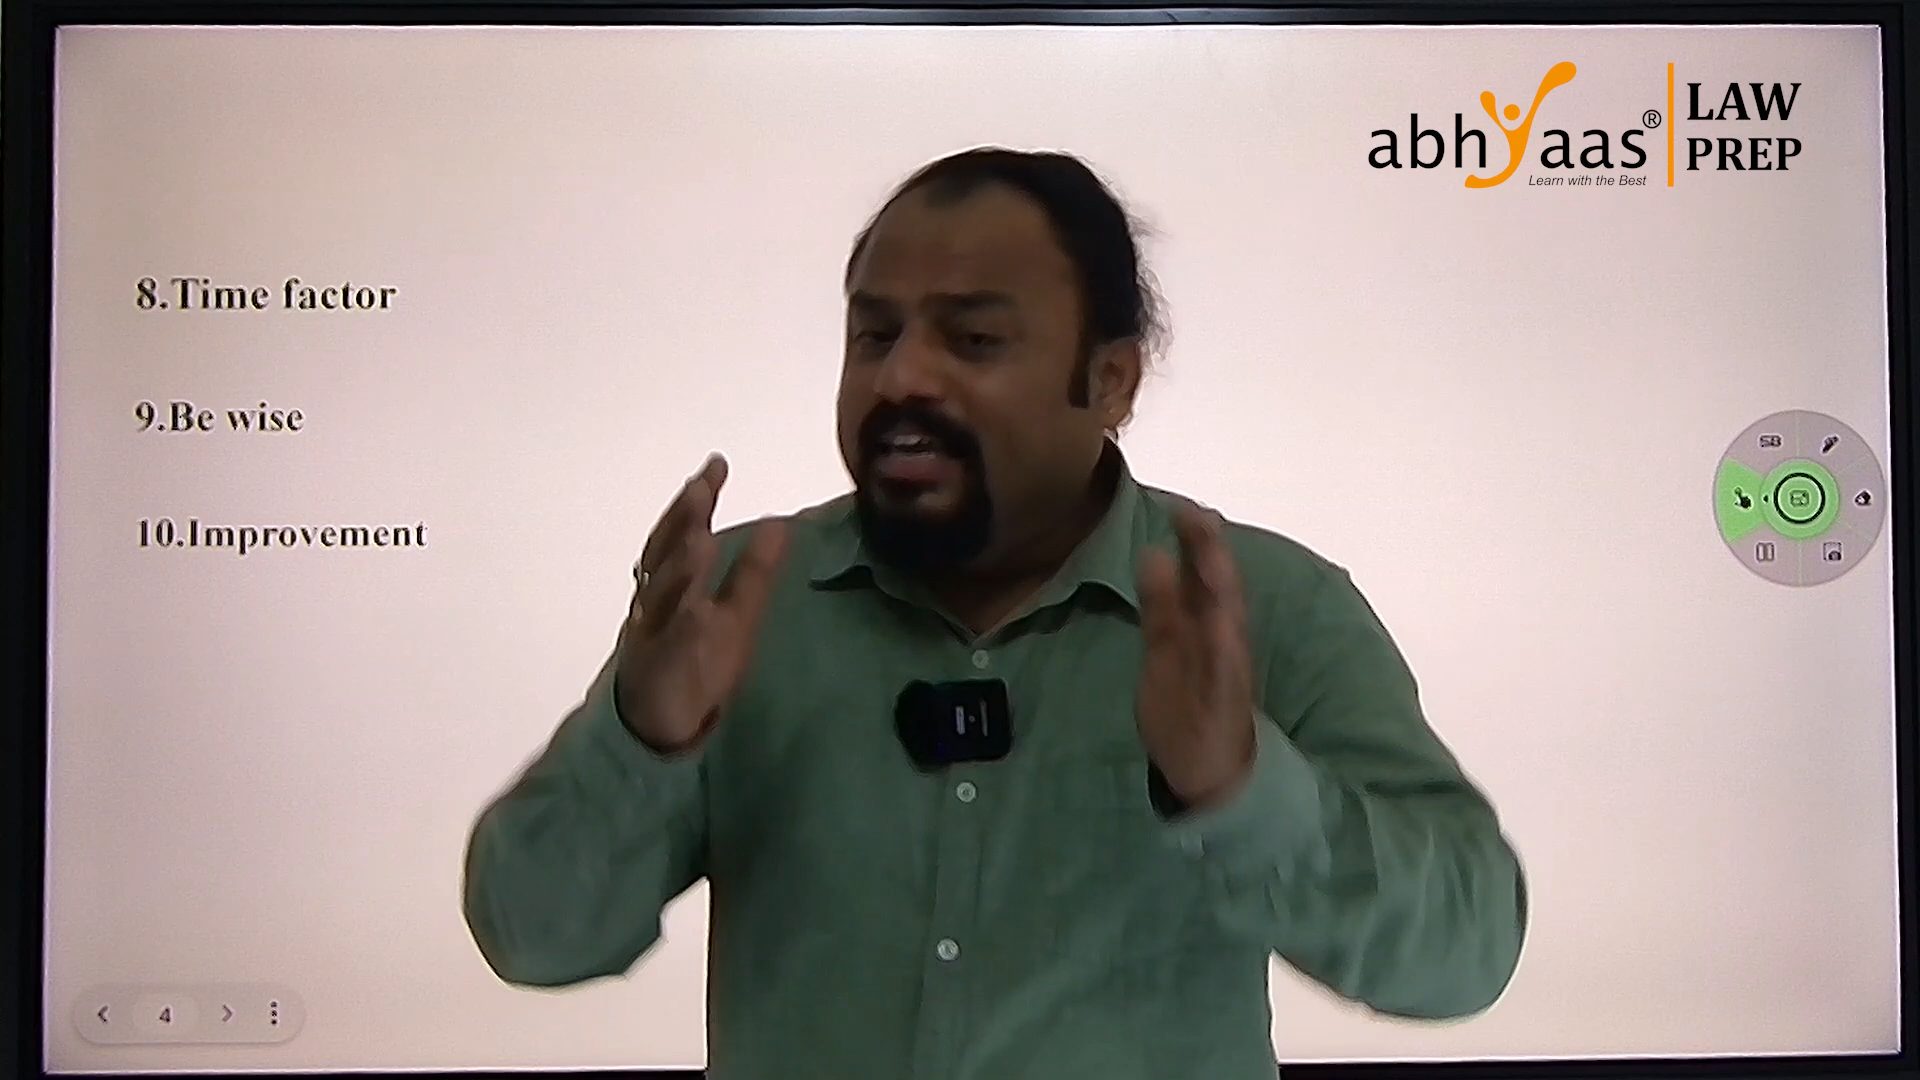 abhyaas® LAW
PREP
Learn with the Best
8.Time factor
9.Be wise
10.Improvement
4